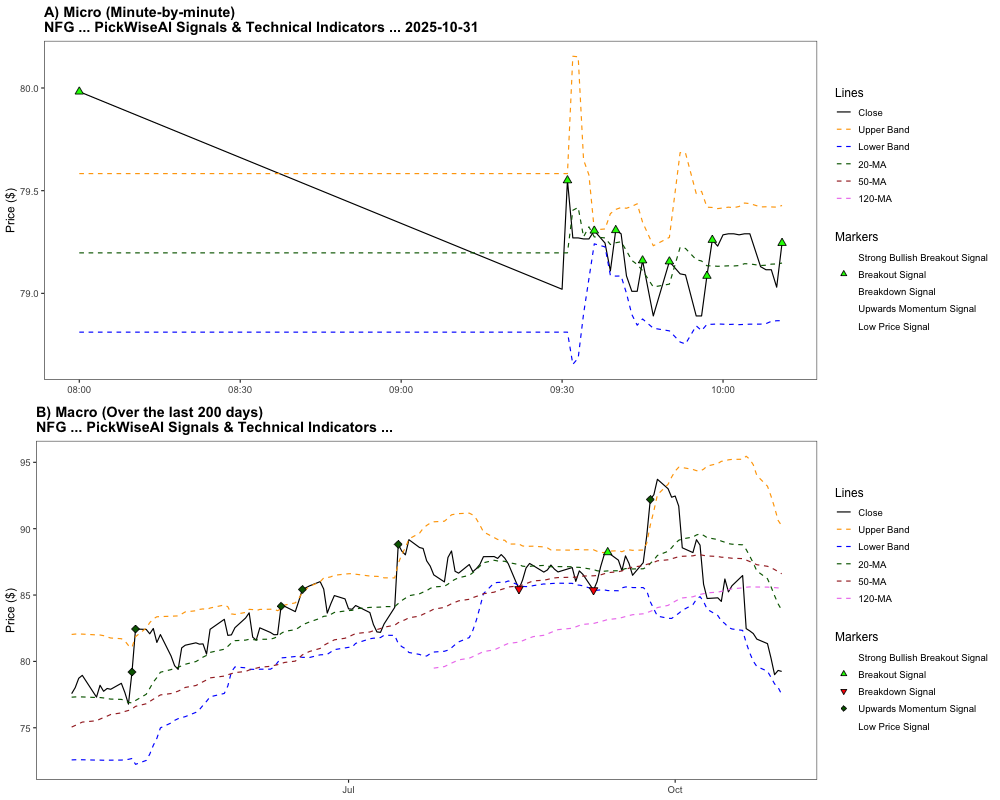 A) Micro (Minute-by-minute)
NFG ... PickWiseAI Signals & Technical Indicators ... 2025-10-31
Price ($)
80.0
79.5
79.0
08:00
08:30
09:00
09:30
10:00
Lines
Close
Upper Band
Lower Band
20-MA
50-MA
120-MA
Markers
Strong Bullish Breakout Signal
Breakout Signal
Breakdown Signal
Upwards Momentum Signal
Low Price Signal
B) Macro (Over the last 200 days)
NFG ... PickWiseAI Signals & Technical Indicators ...
Price ($)
95
90
85
80
75
Jul
Oct
Lines
Close
Upper Band
Lower Band
20-MA
50-MA
120-MA
Markers
Strong Bullish Breakout Signal
Breakout Signal
Breakdown Signal
Upwards Momentum Signal
Low Price Signal